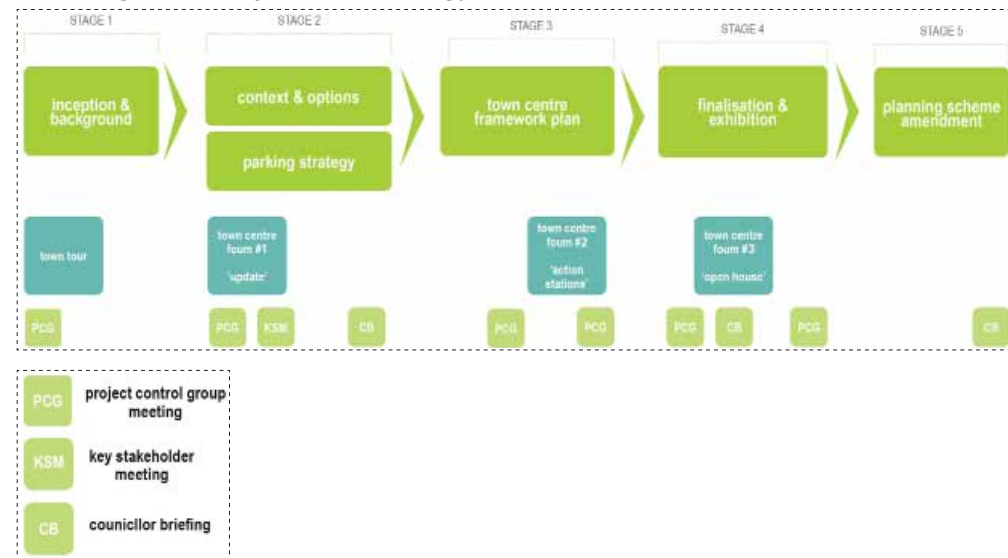 STAGE 1
STAGE 2
STAGE 3
STAGE 4
STAGE 5
inception &
background
context & options
parking strategy
town centre
framework plan
finalisation &
exhibition
planning scheme
amendment
town tour
town centre
foum #1
'update'
town centre
foum #2
'action
stations'
town centre
foum #3
'open house'
PCG
PCG
KSM
CB
PCG
PCG
PCG
CB
PCG
CB
PCG
project control group
meeting
KSM
key stakeholder
meeting
CB
counicllor briefing